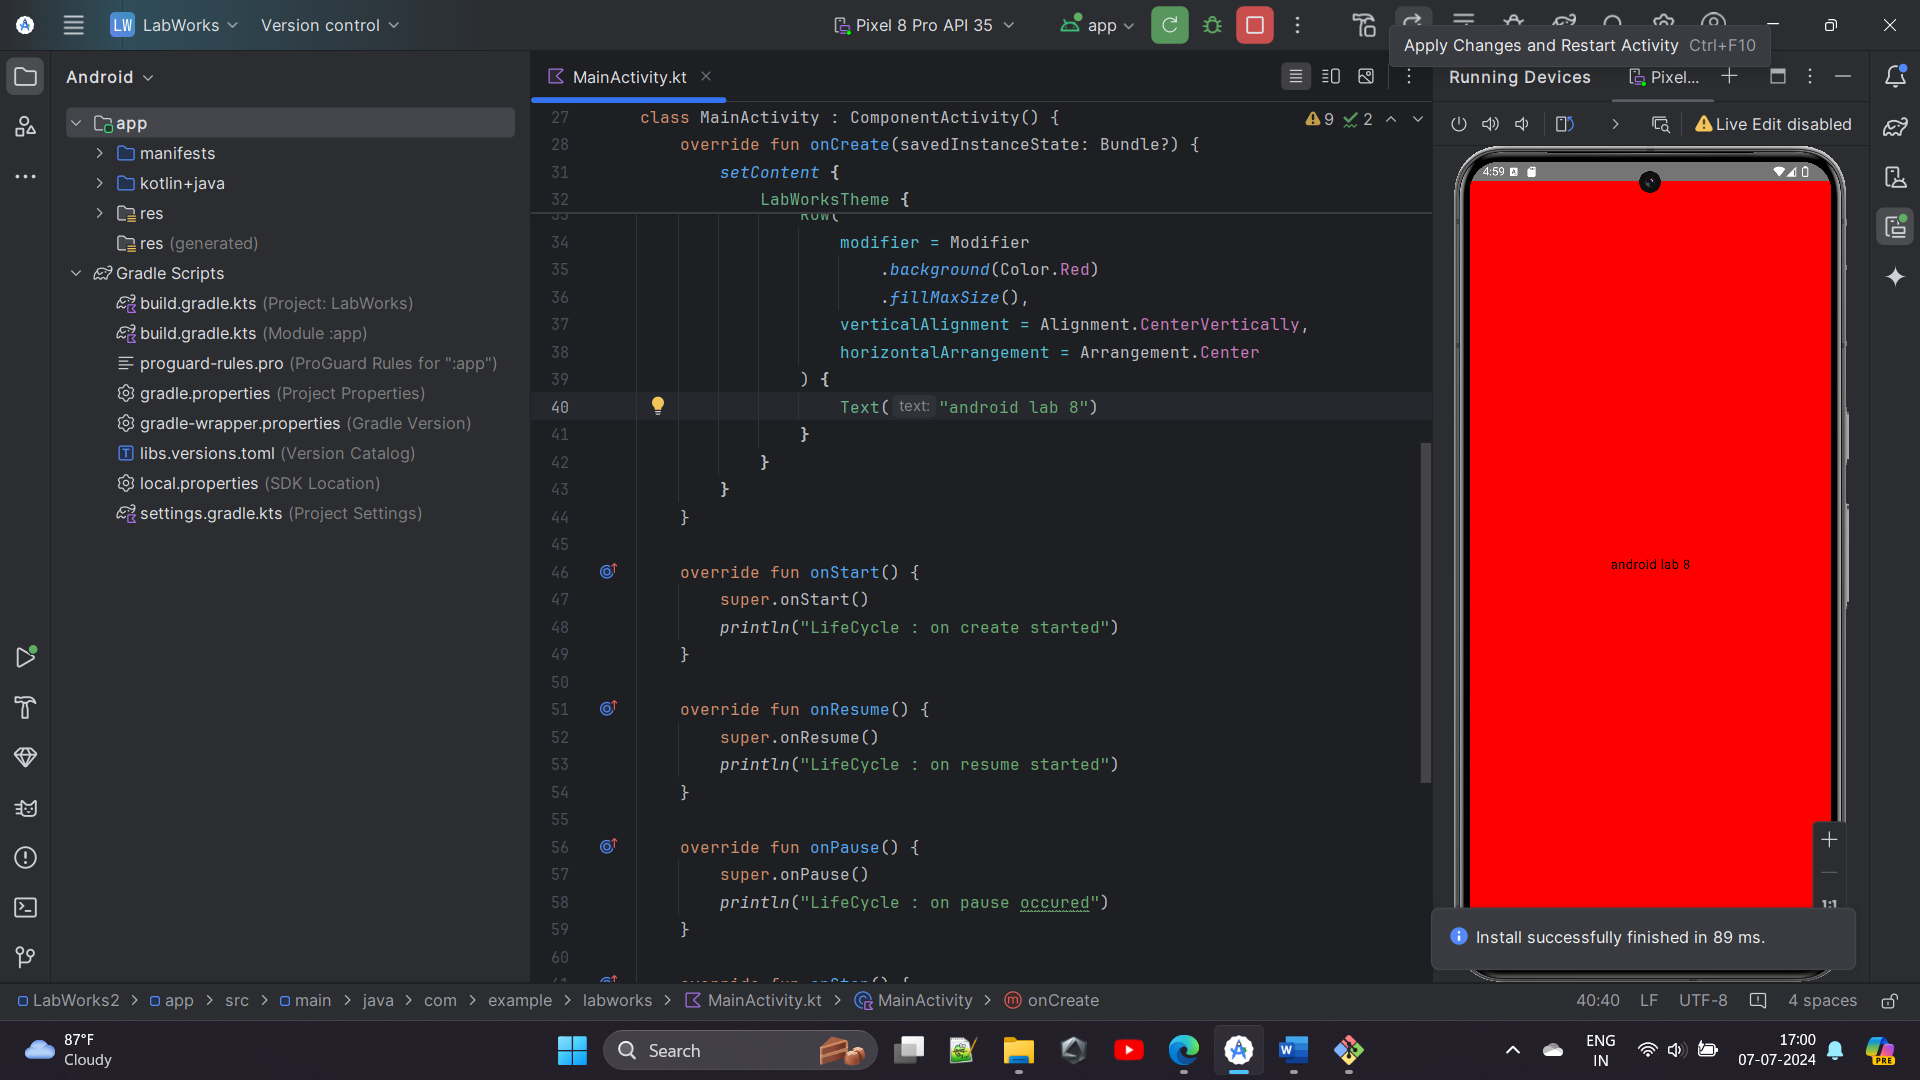 LW LabWorks Version control Pixel 8 Pro API 35 app
Apply Changes and Restart Activity Ctrl+F10
Android MainActivity.kt Running Devices Pixel...
Live Edit disabled
app
manifests
kotlin+java
res
res (generated)
Gradle Scripts
build.gradle.kts (Project: LabWorks)
build.gradle.kts (Module :app)
proguard-rules.pro (ProGuard Rules for ":app")
gradle.properties (Project Properties)
gradle-wrapper.properties (Gradle Version)
libs.versions.toml (Version Catalog)
local.properties (SDK Location)
settings.gradle.kts (Project Settings)
9 2
27 class MainActivity : ComponentActivity() {
28 override fun onCreate(savedInstanceState: Bundle?) {
31 setContent {
32 LabWorksTheme {
33 Row(
34 modifier = Modifier
35 .background(Color.Red)
36 .fillMaxSize(),
37 verticalAlignment = Alignment.CenterVertically,
38 horizontalArrangement = Arrangement.Center
39 ) {
40 Text( text: "android lab 8")
41 }
42 }
43 }
44 }
45
46 override fun onStart() {
47 super.onStart()
48 println("LifeCycle : on create started")
49 }
50
51 override fun onResume() {
52 super.onResume()
53 println("LifeCycle : on resume started")
54 }
55
56 override fun onPause() {
57 super.onPause()
58 println("LifeCycle : on pause occured")
59 }
60
61 override fun onStop() {
4:59
android lab 8
1:1
Install successfully finished in 89 ms.
LabWorks2 > app > src > main > java > com > example > labworks > MainActivity.kt > MainActivity > onCreate
40:40 LF UTF-8 4 spaces
87°F
Cloudy
Search
ENG
IN
17:00
07-07-2024
PRE